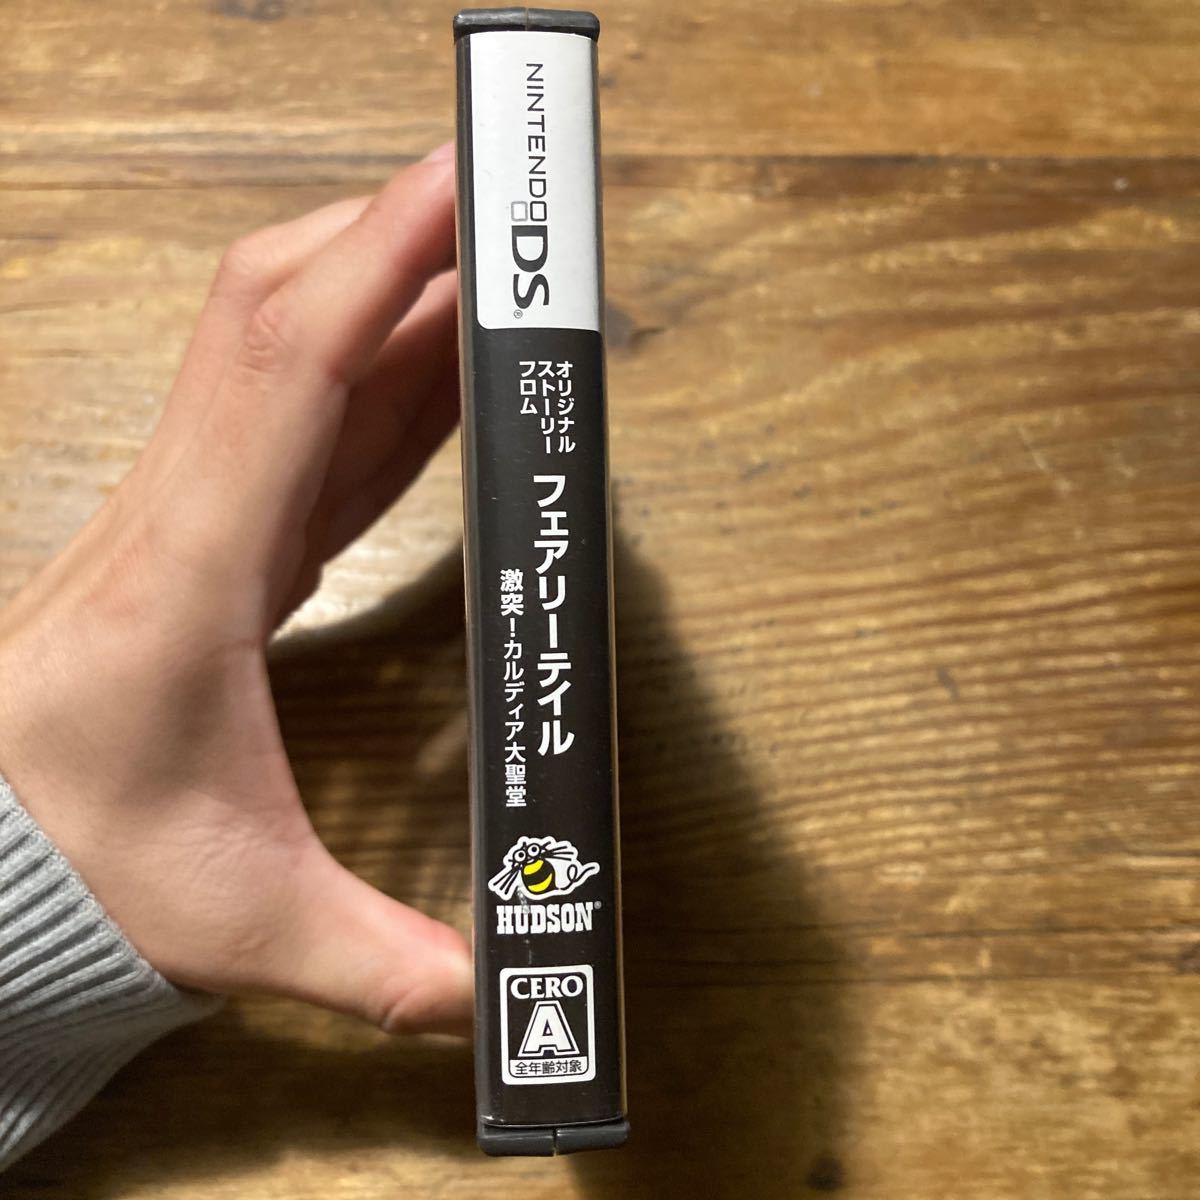 NINTENDO
DS®
オリジナル
ストーリー
フロム
フェアリーテイル
激突！カルディア大聖堂
HUDSON®
CERO
A
全年齢対象